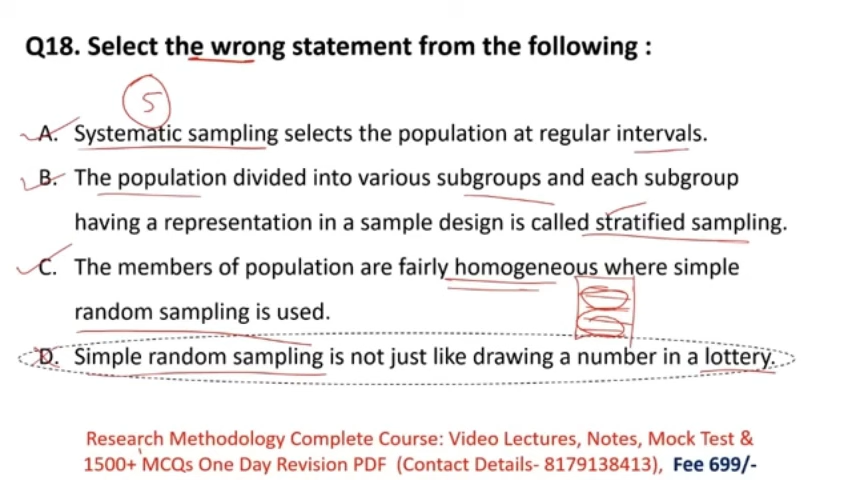 Q18. Select the wrong statement from the following :
5
A. Systematic sampling selects the population at regular intervals.
B. The population divided into various subgroups and each subgroup
having a representation in a sample design is called stratified sampling.
C. The members of population are fairly homogeneous where simple
random sampling is used.
D. Simple random sampling is not just like drawing a number in a lottery.
Research Methodology Complete Course: Video Lectures, Notes, Mock Test &
1500+ MCQs One Day Revision PDF (Contact Details- 8179138413), Fee 699/-